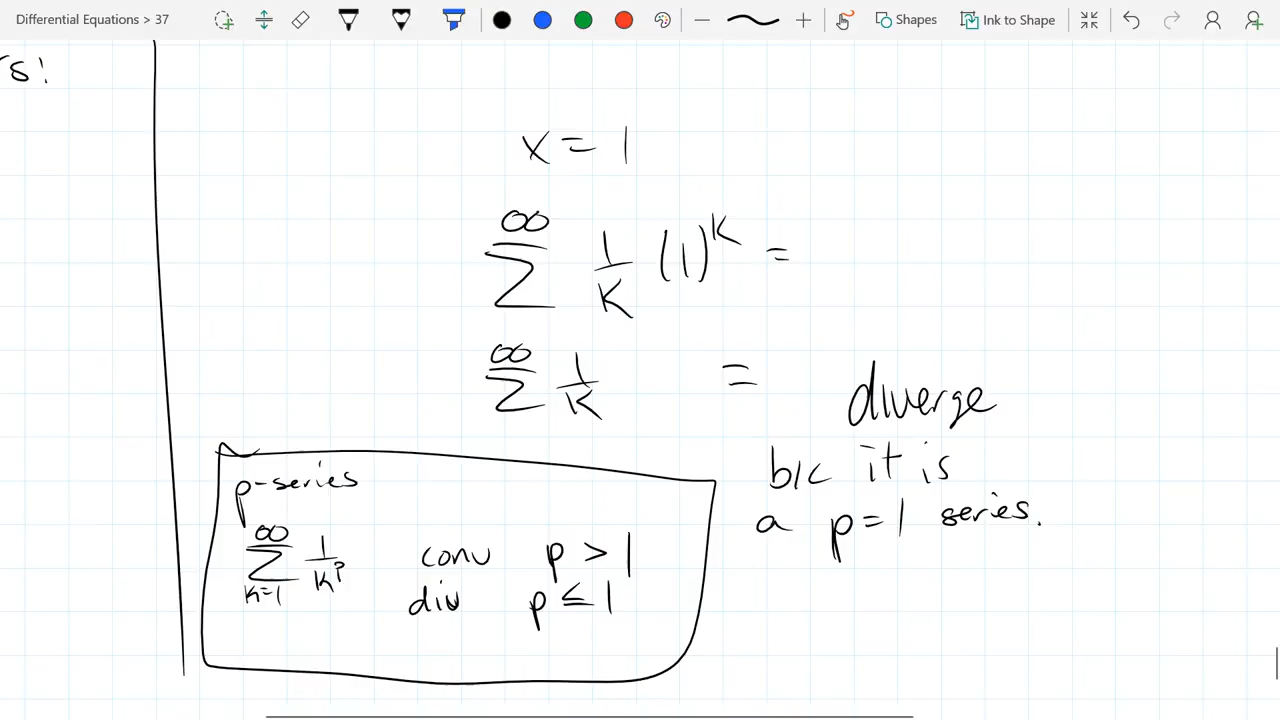 Differential Equations > 37
Shapes
Ink to Shape
rs!
x = 1
∞
∑ 1/K (1)^K =
∞
∑ 1/K =
diverge
b/c it is
a p=1 series.
p-series
∞
∑ 1/K^p conv p > 1
K=1
div p ≤ 1